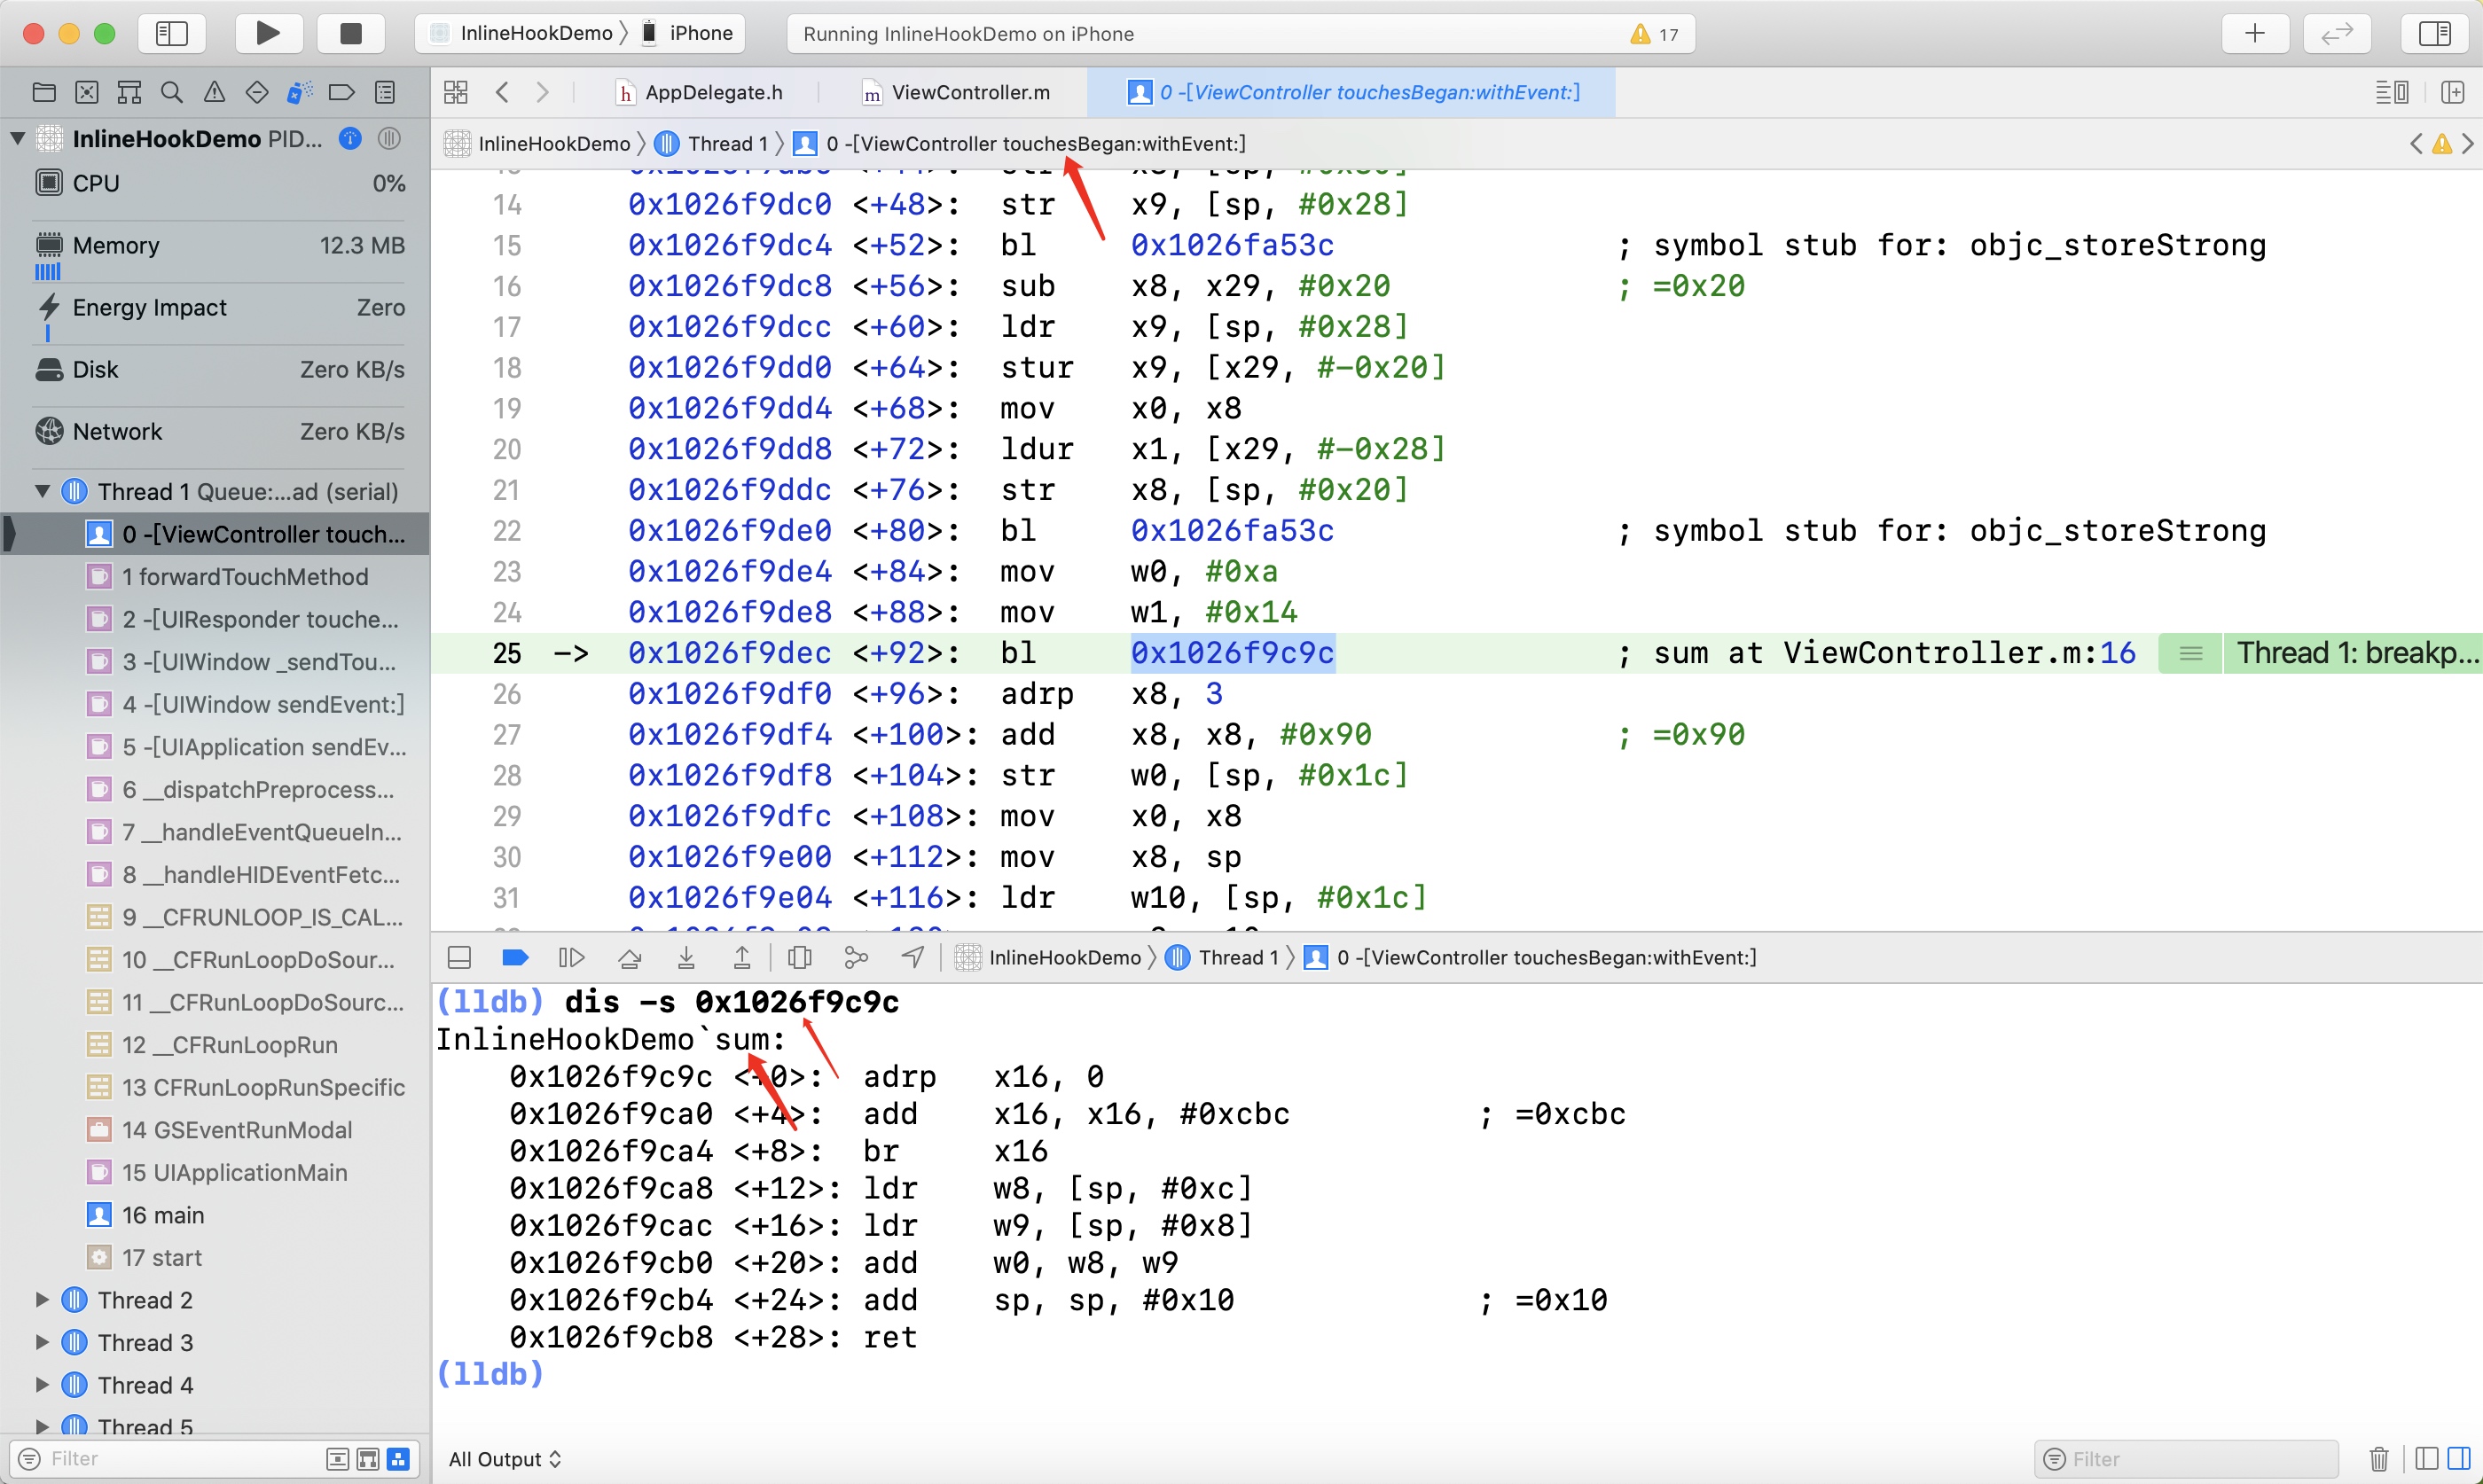 InlineHookDemo 〉 iPhone
Running InlineHookDemo on iPhone
17
AppDelegate.h
ViewController.m
0 -[ViewController touchesBegan:withEvent:]
InlineHookDemo 〉 Thread 1 〉 0 -[ViewController touchesBegan:withEvent:]
InlineHookDemo PID...
CPU 0%
Memory 12.3 MB
Energy Impact Zero
Disk Zero KB/s
Network Zero KB/s
Thread 1 Queue:...ad (serial)
0 -[ViewController touch...
1 forwardTouchMethod
2 -[UIResponder touche...
3 -[UIWindow _sendTou...
4 -[UIWindow sendEvent:]
5 -[UIApplication sendEv...
6 __dispatchPreprocess...
7 __handleEventQueueIn...
8 __handleHIDEventFetc...
9 __CFRUNLOOP_IS_CAL...
10 __CFRunLoopDoSour...
11 __CFRunLoopDoSourc...
12 __CFRunLoopRun
13 CFRunLoopRunSpecific
14 GSEventRunModal
15 UIApplicationMain
16 main
17 start
Thread 2
Thread 3
Thread 4
Thread 5
Filter
14 0x1026f9dc0 <+48>: str x9, [sp, #0x28]
15 0x1026f9dc4 <+52>: bl 0x1026fa53c ; symbol stub for: objc_storeStrong
16 0x1026f9dc8 <+56>: sub x8, x29, #0x20 ; =0x20
17 0x1026f9dcc <+60>: ldr x9, [sp, #0x28]
18 0x1026f9dd0 <+64>: stur x9, [x29, #-0x20]
19 0x1026f9dd4 <+68>: mov x0, x8
20 0x1026f9dd8 <+72>: ldur x1, [x29, #-0x28]
21 0x1026f9ddc <+76>: str x8, [sp, #0x20]
22 0x1026f9de0 <+80>: bl 0x1026fa53c ; symbol stub for: objc_storeStrong
23 0x1026f9de4 <+84>: mov w0, #0xa
24 0x1026f9de8 <+88>: mov w1, #0x14
25 -> 0x1026f9dec <+92>: bl 0x1026f9c9c ; sum at ViewController.m:16 Thread 1: breakp...
26 0x1026f9df0 <+96>: adrp x8, 3
27 0x1026f9df4 <+100>: add x8, x8, #0x90 ; =0x90
28 0x1026f9df8 <+104>: str w0, [sp, #0x1c]
29 0x1026f9dfc <+108>: mov x0, x8
30 0x1026f9e00 <+112>: mov x8, sp
31 0x1026f9e04 <+116>: ldr w10, [sp, #0x1c]
InlineHookDemo 〉 Thread 1 〉 0 -[ViewController touchesBegan:withEvent:]
(lldb) dis -s 0x1026f9c9c
InlineHookDemo`sum:
0x1026f9c9c <+0>: adrp x16, 0
0x1026f9ca0 <+4>: add x16, x16, #0xcbc ; =0xcbc
0x1026f9ca4 <+8>: br x16
0x1026f9ca8 <+12>: ldr w8, [sp, #0xc]
0x1026f9cac <+16>: ldr w9, [sp, #0x8]
0x1026f9cb0 <+20>: add w0, w8, w9
0x1026f9cb4 <+24>: add sp, sp, #0x10 ; =0x10
0x1026f9cb8 <+28>: ret
(lldb)
All Output
Filter